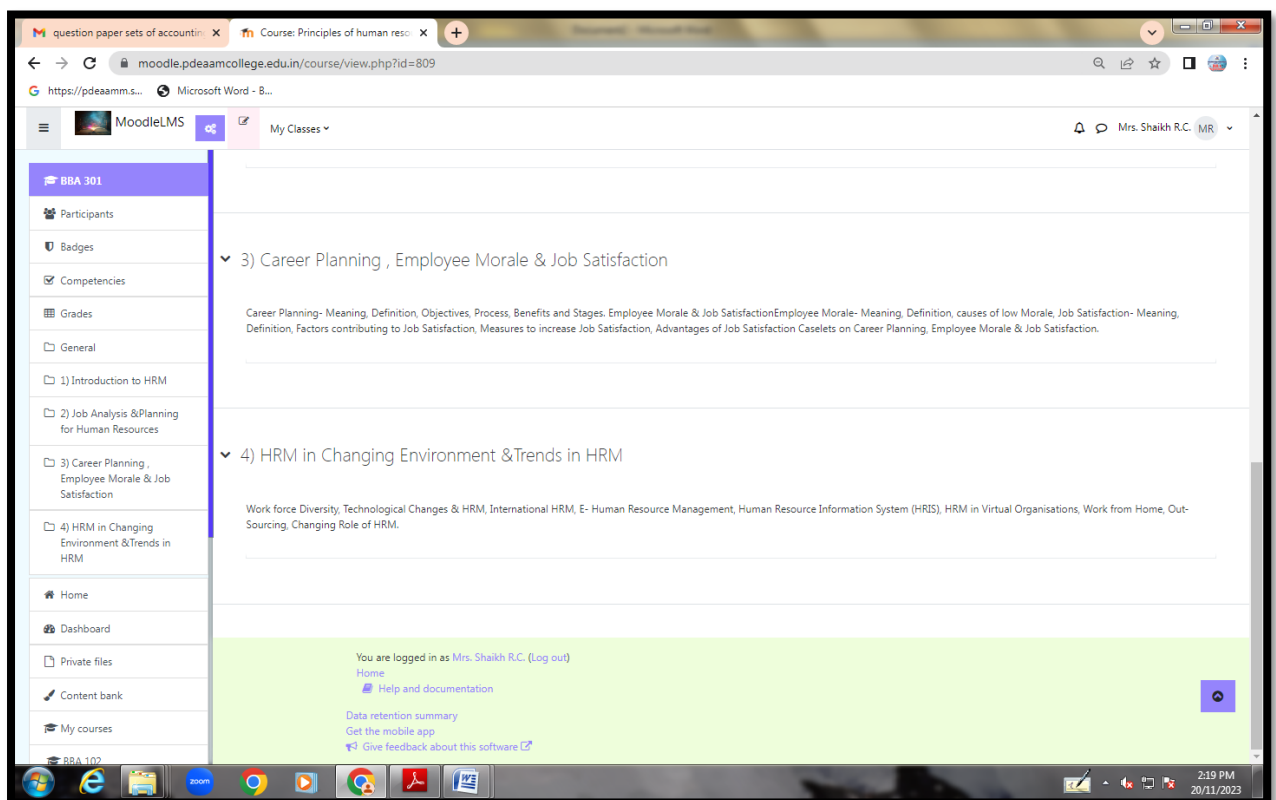 question paper sets of accountin
Course: Principles of human reso
moodle.pdeaamcollege.edu.in/course/view.php?id=809
https://pdeaamm.s...
Microsoft Word - B...
MoodleLMS
My Classes
Mrs. Shaikh R.C.
MR
BBA 301
Participants
Badges
Competencies
Grades
General
1) Introduction to HRM
2) Job Analysis &Planning
for Human Resources
3) Career Planning ,
Employee Morale & Job
Satisfaction
4) HRM in Changing
Environment &Trends in
HRM
Home
Dashboard
Private files
Content bank
My courses
BBA 102
3) Career Planning , Employee Morale & Job Satisfaction
Career Planning- Meaning, Definition, Objectives, Process, Benefits and Stages. Employee Morale & Job SatisfactionEmployee Morale- Meaning, Definition, causes of low Morale, Job Satisfaction- Meaning,
Definition, Factors contributing to Job Satisfaction, Measures to increase Job Satisfaction, Advantages of Job Satisfaction Caselets on Career Planning, Employee Morale & Job Satisfaction.
4) HRM in Changing Environment &Trends in HRM
Work force Diversity, Technological Changes & HRM, International HRM, E- Human Resource Management, Human Resource Information System (HRIS), HRM in Virtual Organisations, Work from Home, Out-
Sourcing, Changing Role of HRM.
You are logged in as Mrs. Shaikh R.C. (Log out)
Home
Help and documentation
Data retention summary
Get the mobile app
Give feedback about this software
zoom
2:19 PM
20/11/2023